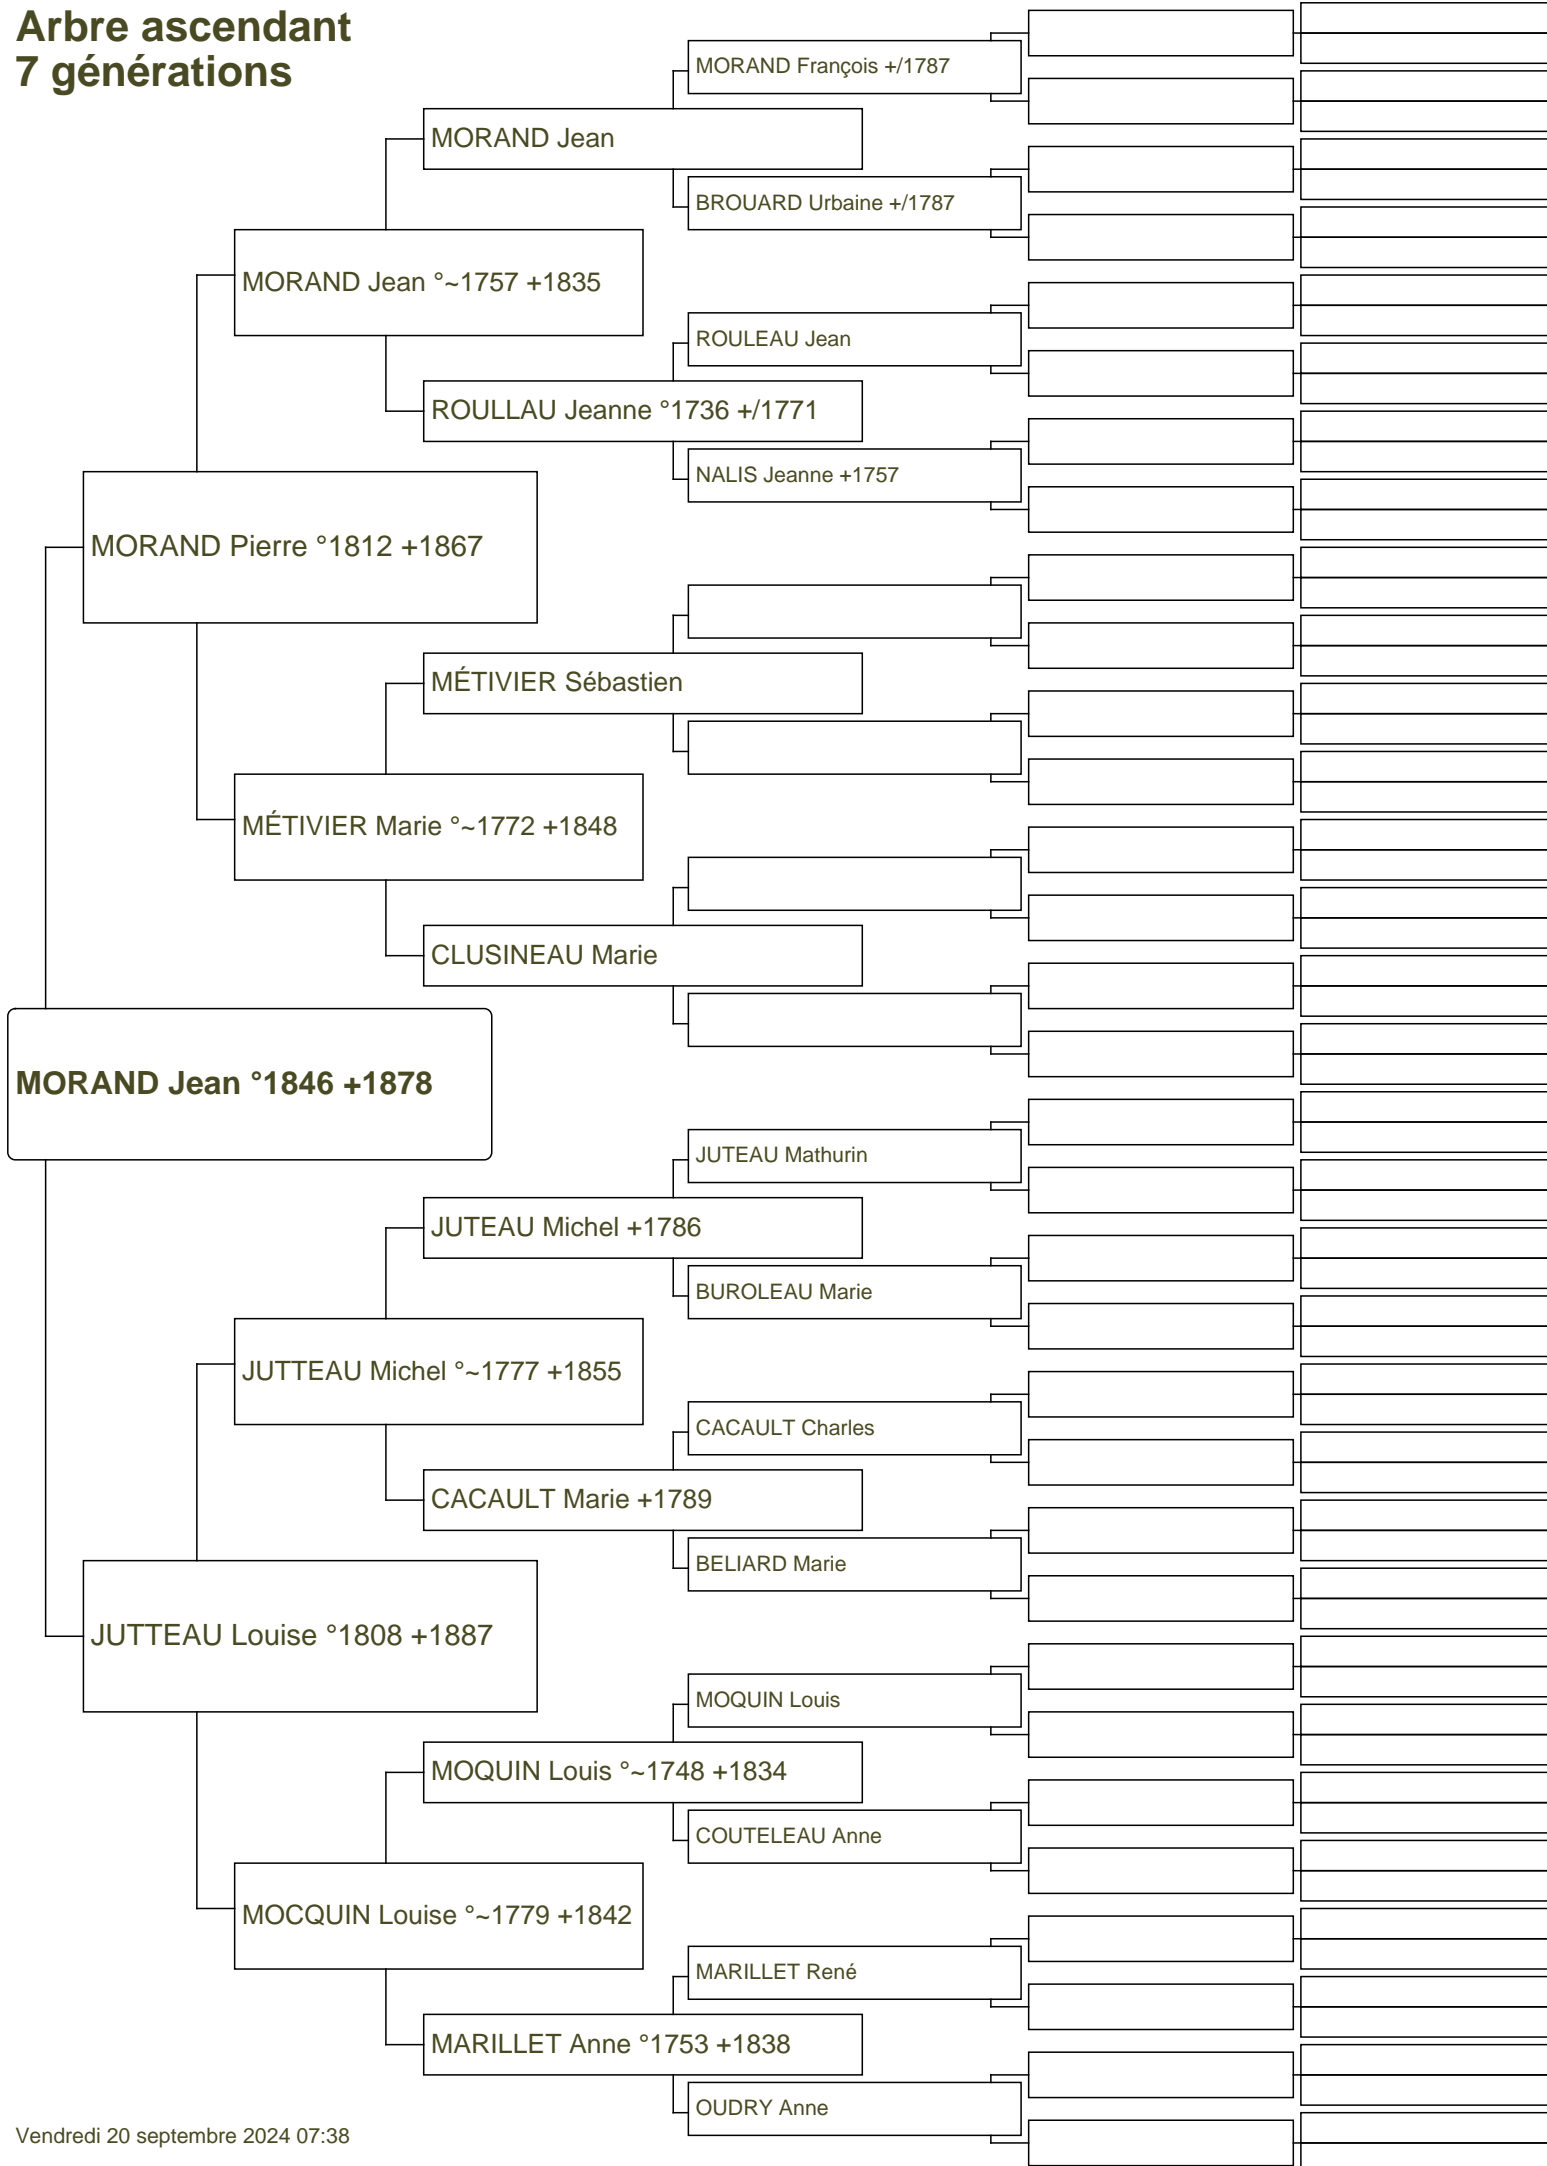 Arbre ascendant
7 générations
MORAND François +/1787
MORAND Jean
BROUARD Urbaine +/1787
MORAND Jean °~1757 +1835
ROULEAU Jean
ROULLAU Jeanne °1736 +/1771
NALIS Jeanne +1757
MORAND Pierre °1812 +1867
MÉTIVIER Sébastien
MÉTIVIER Marie °~1772 +1848
CLUSINEAU Marie
MORAND Jean °1846 +1878
JUTEAU Mathurin
JUTEAU Michel +1786
BUROLEAU Marie
JUTTEAU Michel °~1777 +1855
CACAULT Charles
CACAULT Marie +1789
BELIARD Marie
JUTTEAU Louise °1808 +1887
MOQUIN Louis
MOQUIN Louis °~1748 +1834
COUTELEAU Anne
MOCQUIN Louise °~1779 +1842
MARILLET René
MARILLET Anne °1753 +1838
OUDRY Anne
Vendredi 20 septembre 2024 07:38